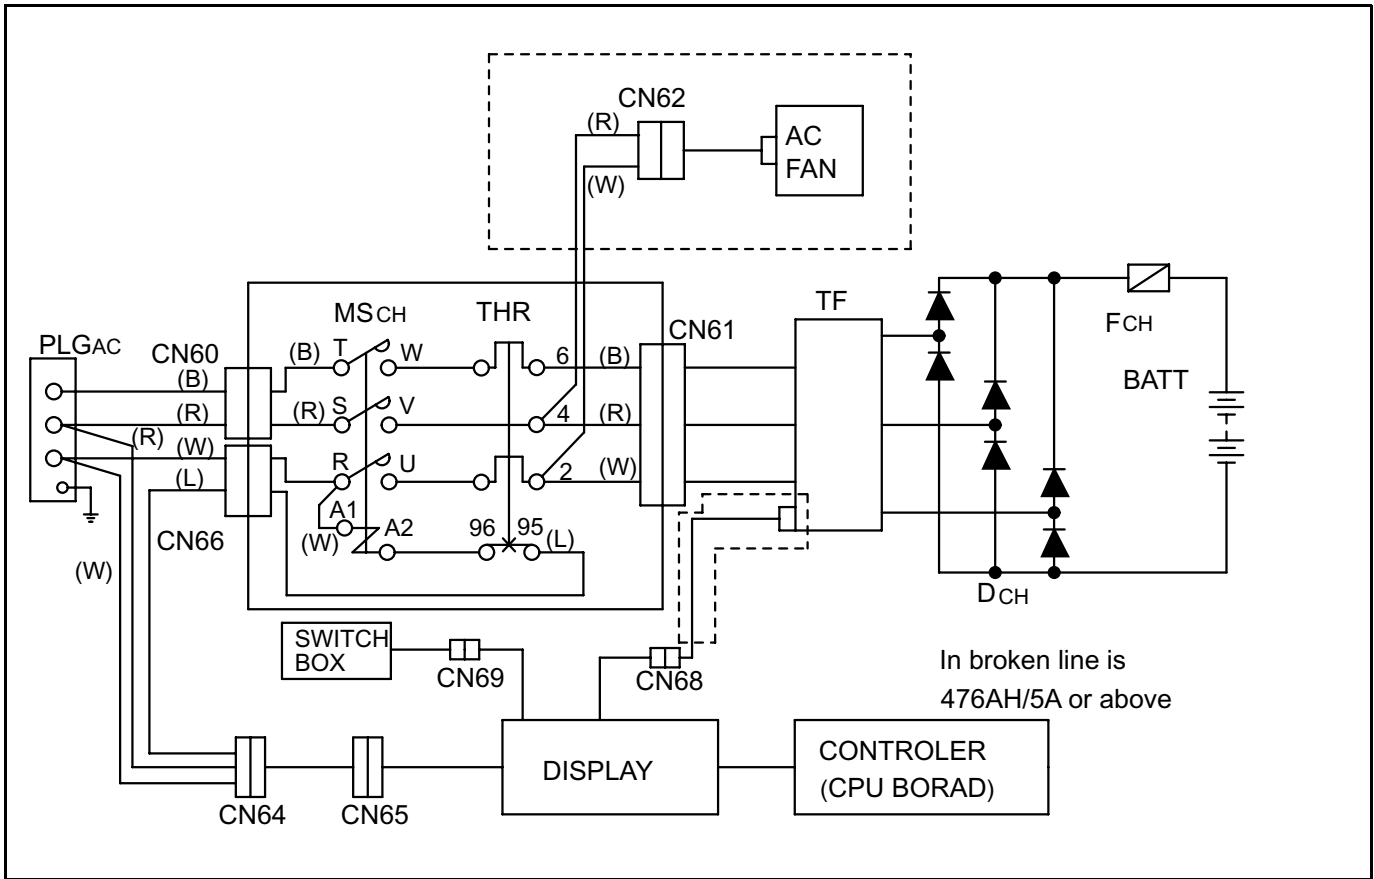 CN62
(R)
(W)
AC
FAN
MSCH
THR
TF
FCH
CN61
PLGAC
CN60
(B)
(B)
T
W
6
(B)
BATT
(R)
(R)
S
V
4
(R)
(R)
(W)
R
U
2
(W)
(L)
A1
A2
96
95
(L)
(W)
CN66
(W)
DCH
SWITCH
BOX
CN69
CN68
In broken line is
476AH/5A or above
DISPLAY
CONTROLER
(CPU BORAD)
CN64
CN65